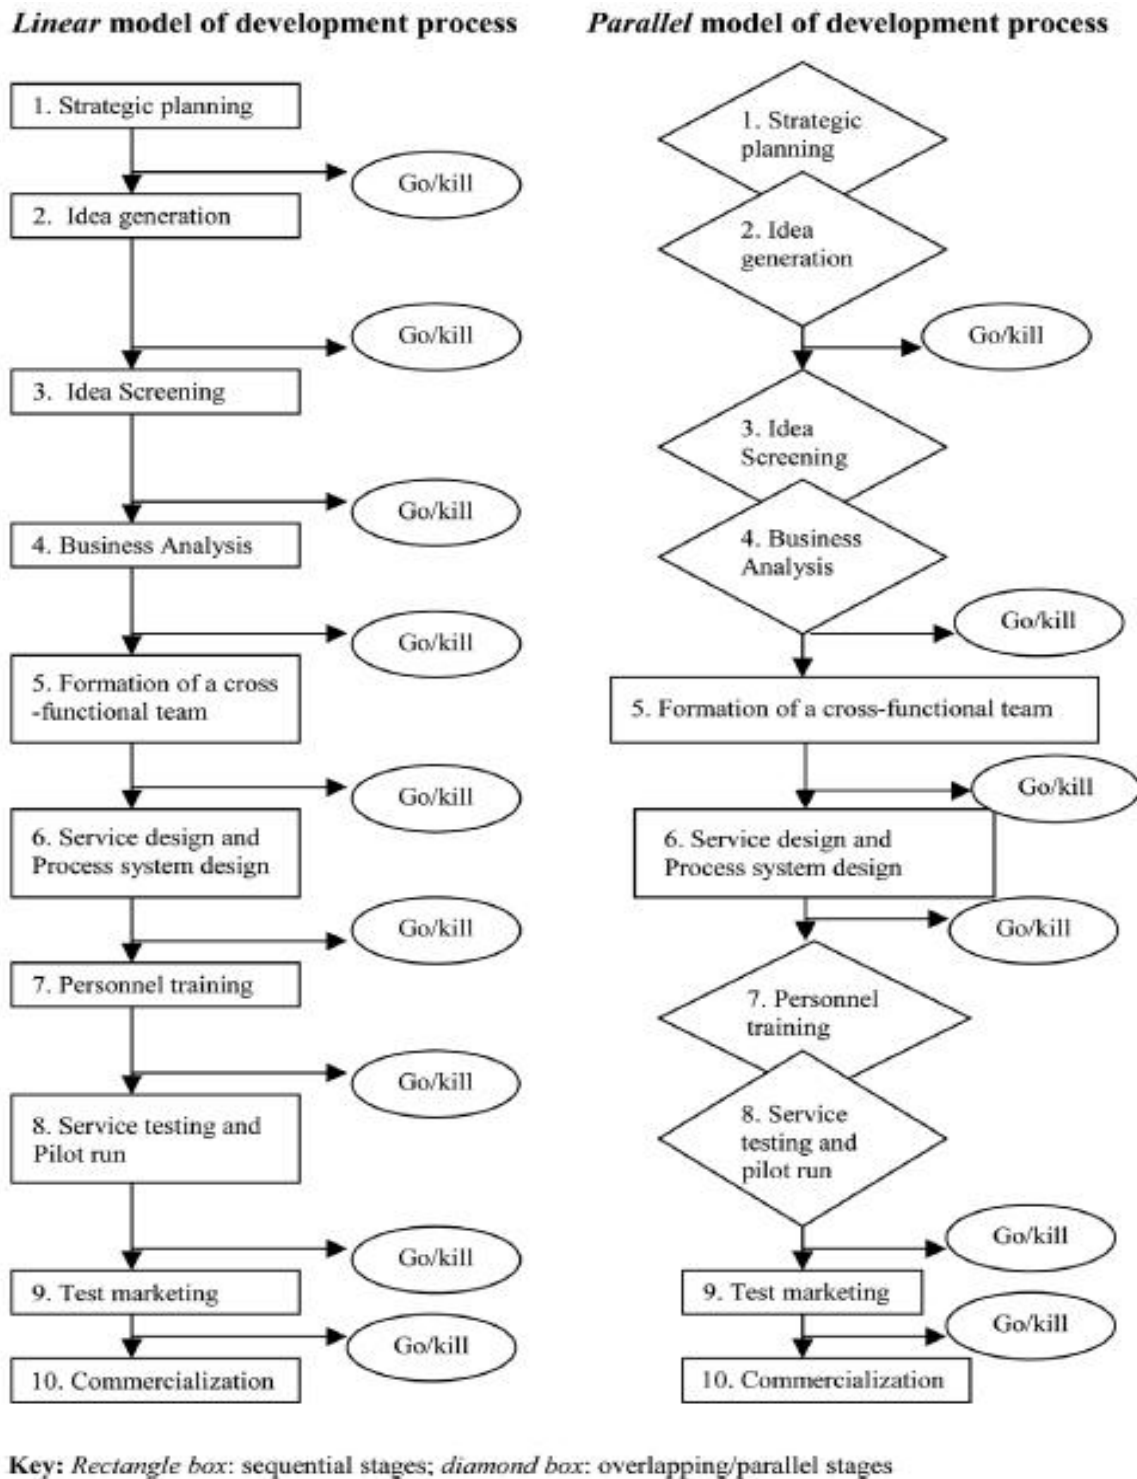 Linear model of development process
1. Strategic planning
Go/kill
2. Idea generation
Go/kill
3. Idea Screening
Go/kill
4. Business Analysis
Go/kill
5. Formation of a cross
-functional team
Go/kill
6. Service design and
Process system design
Go/kill
7. Personnel training
Go/kill
8. Service testing and
Pilot run
Go/kill
9. Test marketing
Go/kill
10. Commercialization
Parallel model of development process
1. Strategic
planning
2. Idea
generation
Go/kill
3. Idea
Screening
4. Business
Analysis
Go/kill
5. Formation of a cross-functional team
Go/kill
6. Service design and
Process system design
Go/kill
7. Personnel
training
8. Service
testing and
pilot run
Go/kill
9. Test marketing
Go/kill
10. Commercialization
Key: Rectangle box: sequential stages; diamond box: overlapping/parallel stages